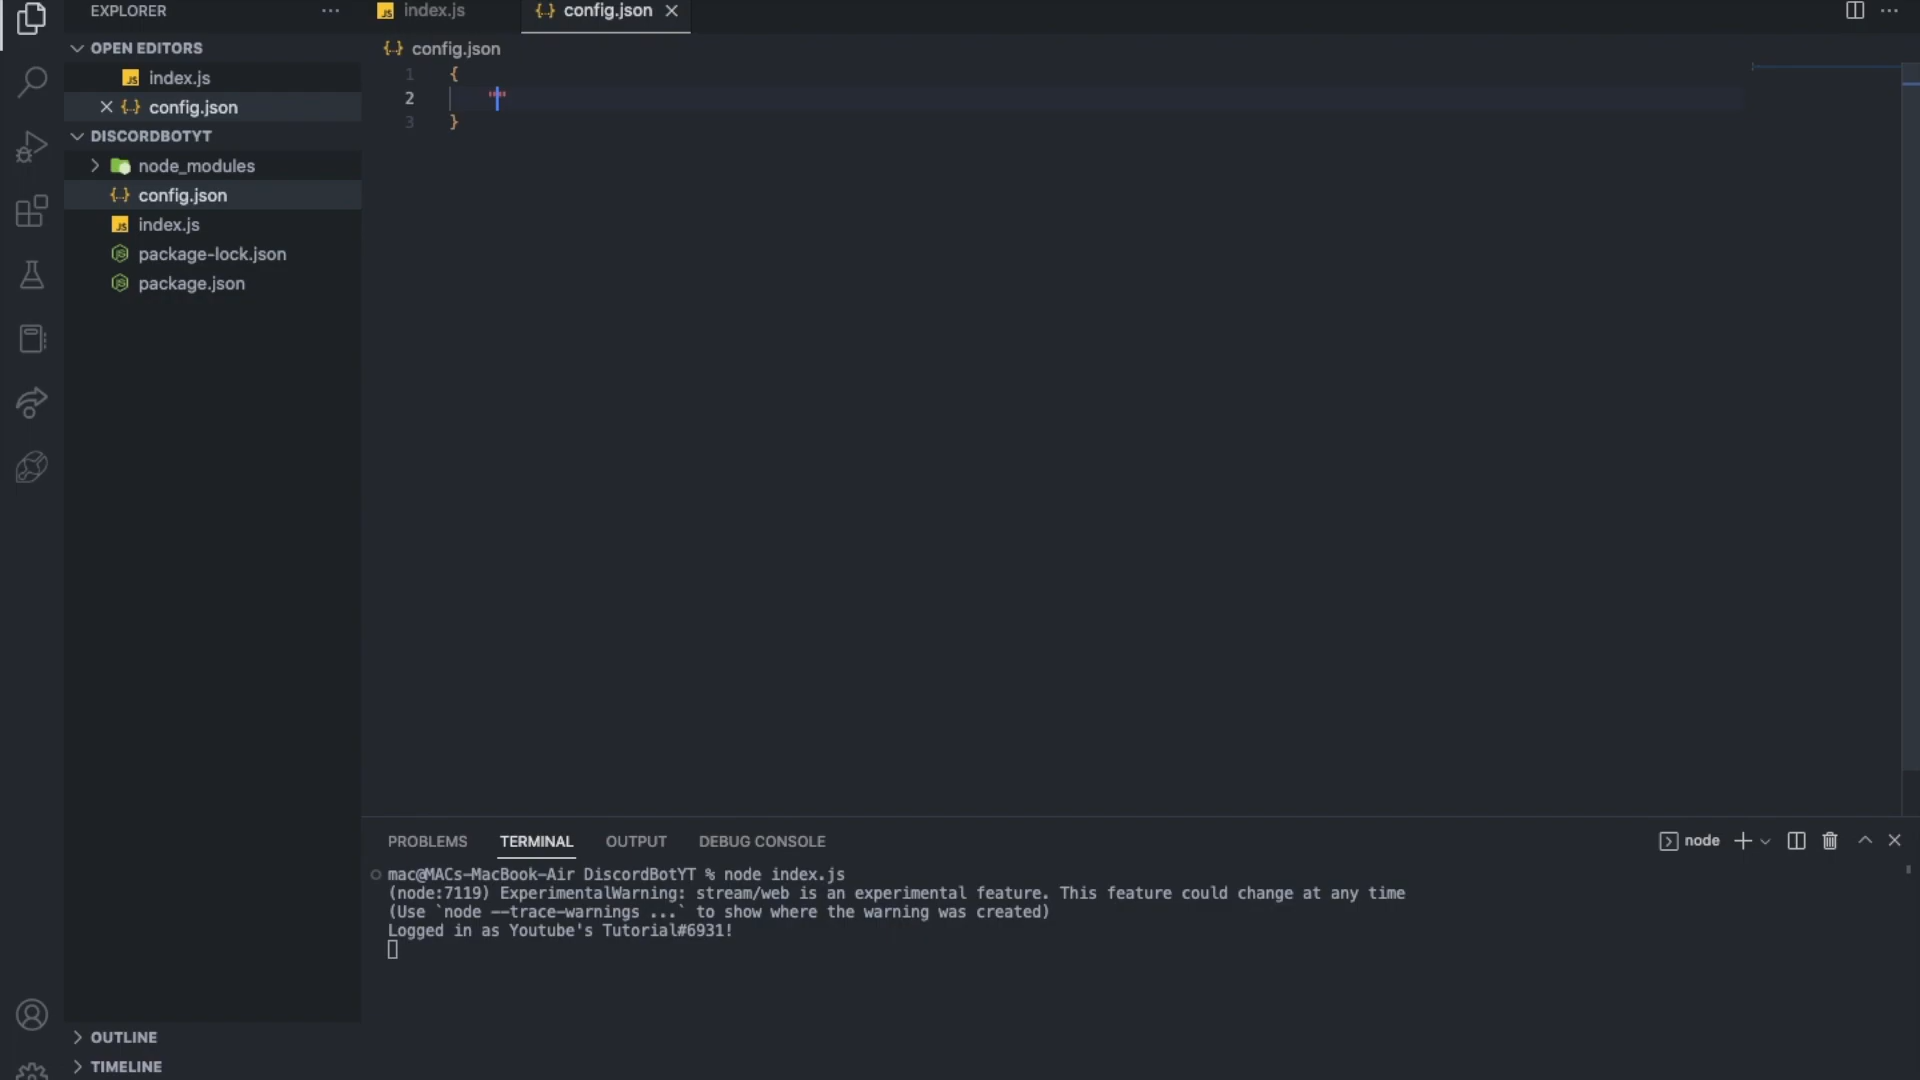 EXPLORER
index.js
config.json
OPEN EDITORS
index.js
config.json
DISCORDBOTYT
node_modules
config.json
index.js
package-lock.json
package.json
OUTLINE
TIMELINE
config.json
1 {
2 ""
3 }
PROBLEMS TERMINAL OUTPUT DEBUG CONSOLE
node
mac@MACs-MacBook-Air DiscordBotYT % node index.js
(node:7119) ExperimentalWarning: stream/web is an experimental feature. This feature could change at any time
(Use `node --trace-warnings ...` to show where the warning was created)
Logged in as Youtube's Tutorial#6931!